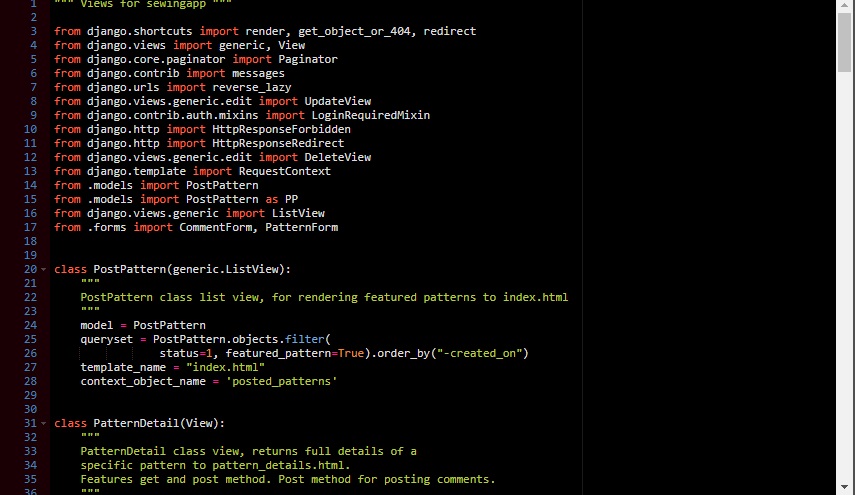 1 """ Views for sewingapp """
2
3 from django.shortcuts import render, get_object_or_404, redirect
4 from django.views import generic, View
5 from django.core.paginator import Paginator
6 from django.contrib import messages
7 from django.urls import reverse_lazy
8 from django.views.generic.edit import UpdateView
9 from django.contrib.auth.mixins import LoginRequiredMixin
10 from django.http import HttpResponseForbidden
11 from django.http import HttpResponseRedirect
12 from django.views.generic.edit import DeleteView
13 from django.template import RequestContext
14 from .models import PostPattern
15 from .models import PostPattern as PP
16 from django.views.generic import ListView
17 from .forms import CommentForm, PatternForm
18
19
20 class PostPattern(generic.ListView):
21     """
22     PostPattern class list view, for rendering featured patterns to index.html
23     """
24     model = PostPattern
25     queryset = PostPattern.objects.filter(
26                 status=1, featured_pattern=True).order_by("-created_on")
27     template_name = "index.html"
28     context_object_name = 'posted_patterns'
29
30
31 class PatternDetail(View):
32     """
33     PatternDetail class view, returns full details of a
34     specific pattern to pattern_details.html.
35     Features get and post method. Post method for posting comments.
36     """